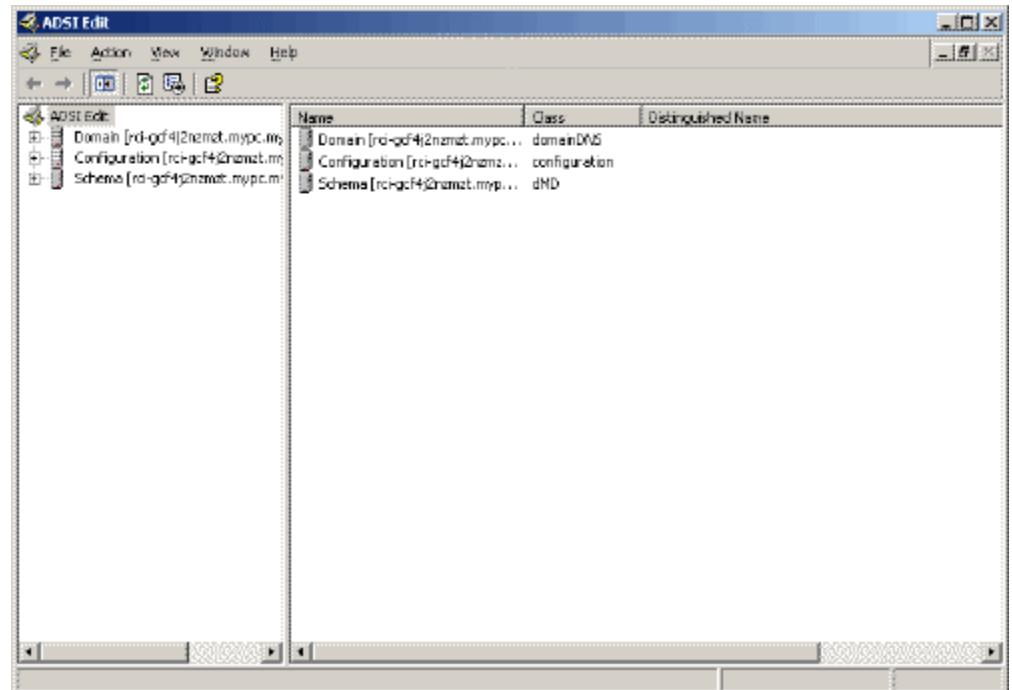 ADSI Edit
File Action View Window Help
ADSI Edit
Domain [rci-gcf4j2nzmzt.mypc.my
Configuration [rci-gcf4j2nzmzt.my
Schema [rci-gcf4j2nzmzt.mypc.m
Name Class Distinguished Name
Domain [rci-gcf4j2nzmzt.mypc... domainDNS
Configuration [rci-gcf4j2nzmz... configuration
Schema [rci-gcf4j2nzmzt.myp... dMD